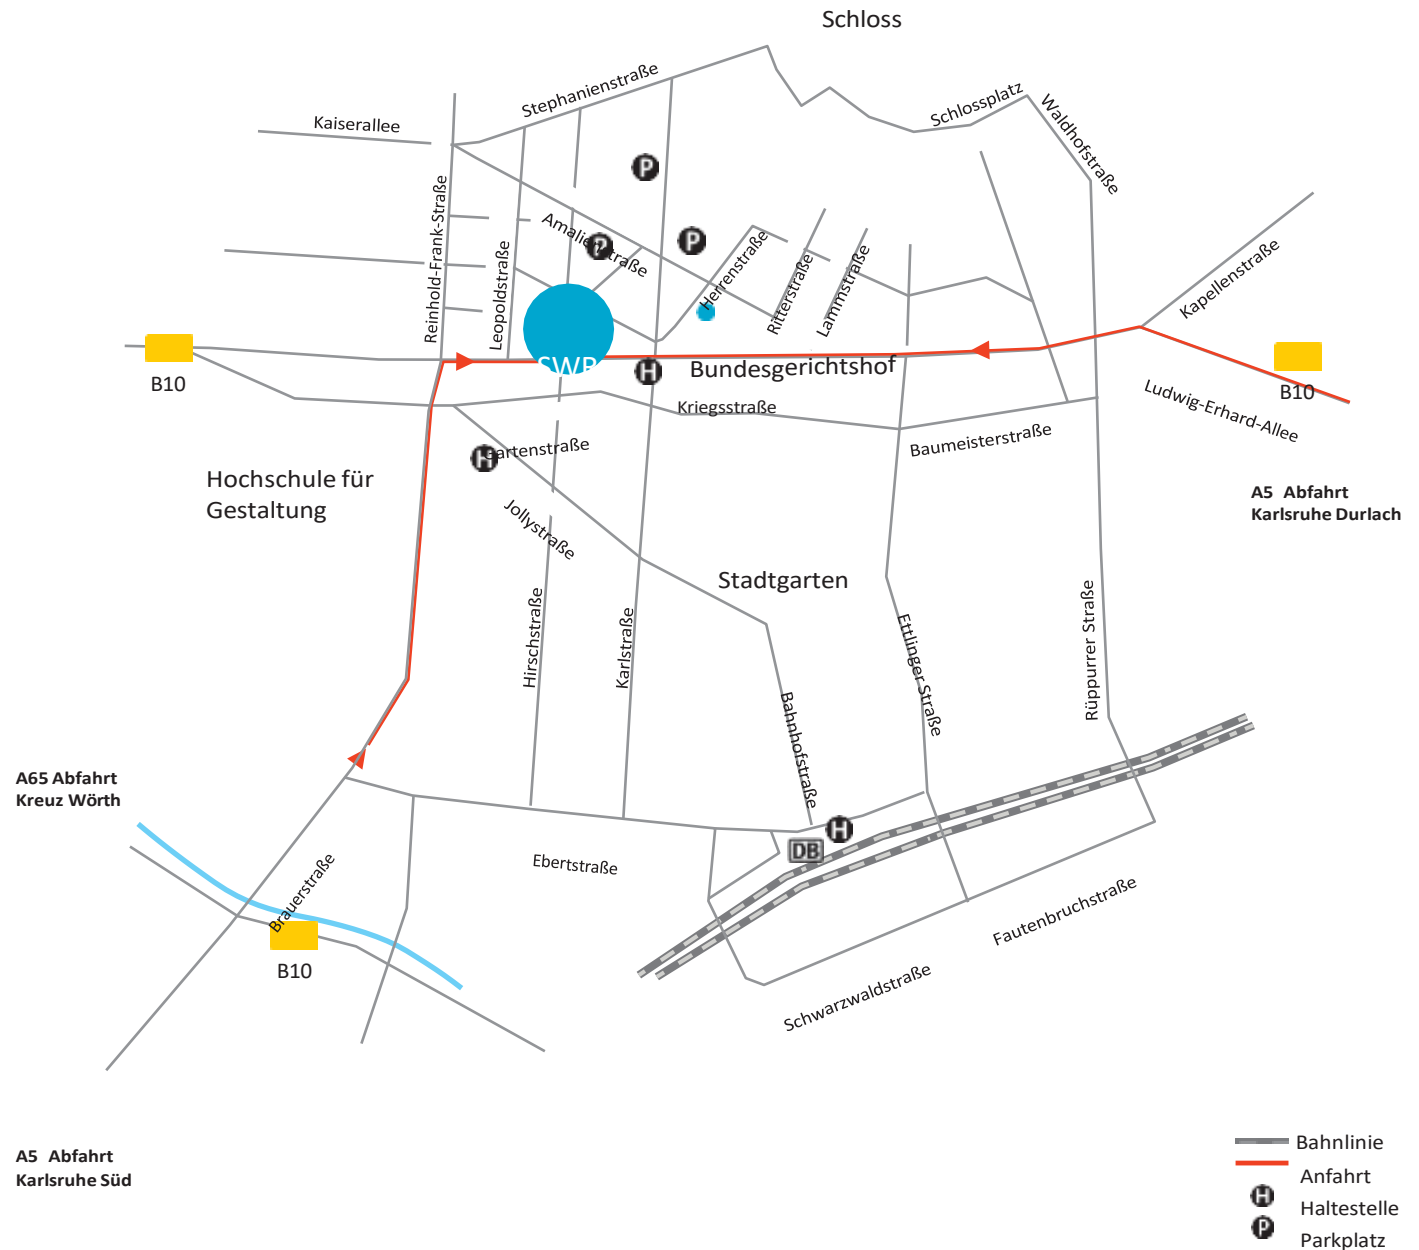 Schloss
Stephanienstraße
Schlossplatz
Waldhofstraße
Kaiserallee
P
Reinhold-Frank-Straße
Leopoldstraße
Amalienstraße
P
P
Herrenstraße
Ritterstraße
Lammstraße
Kapellenstraße
B10
SWR
H
Bundesgerichtshof
B10
Ludwig-Erhard-Allee
Kriegsstraße
Baumeisterstraße
H
Gartenstraße
Hochschule für
Gestaltung
A5 Abfahrt
Karlsruhe Durlach
Jollystraße
Stadtgarten
Hirschstraße
Karlstraße
Ettlinger Straße
Rüppurrer Straße
Bahnhofstraße
A65 Abfahrt
Kreuz Wörth
H
DB
Ebertstraße
Brauerstraße
B10
Fautenbruchstraße
Schwarzwaldstraße
A5 Abfahrt
Karlsruhe Süd
Bahnlinie
Anfahrt
H Haltestelle
P Parkplatz